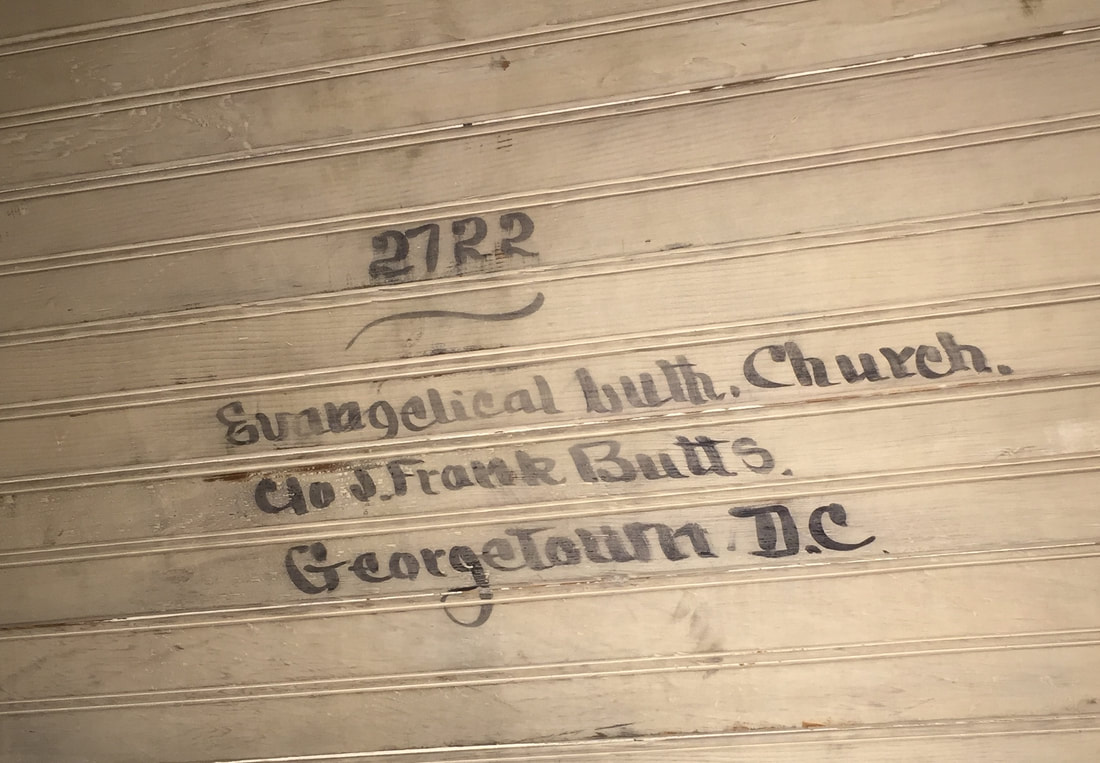 2722
Evangelical Luth. Church.
C/o J. Frank Butts.
Georgetown D.C